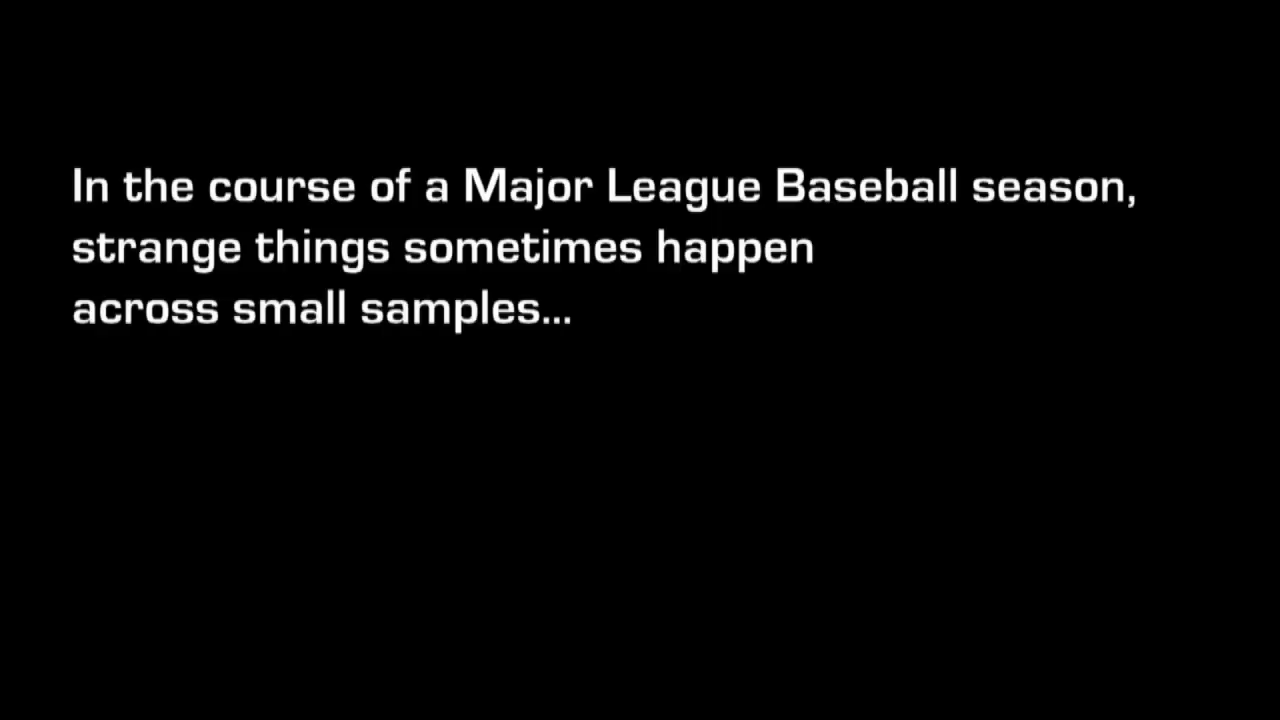 In the course of a Major League Baseball season,
strange things sometimes happen
across small samples...